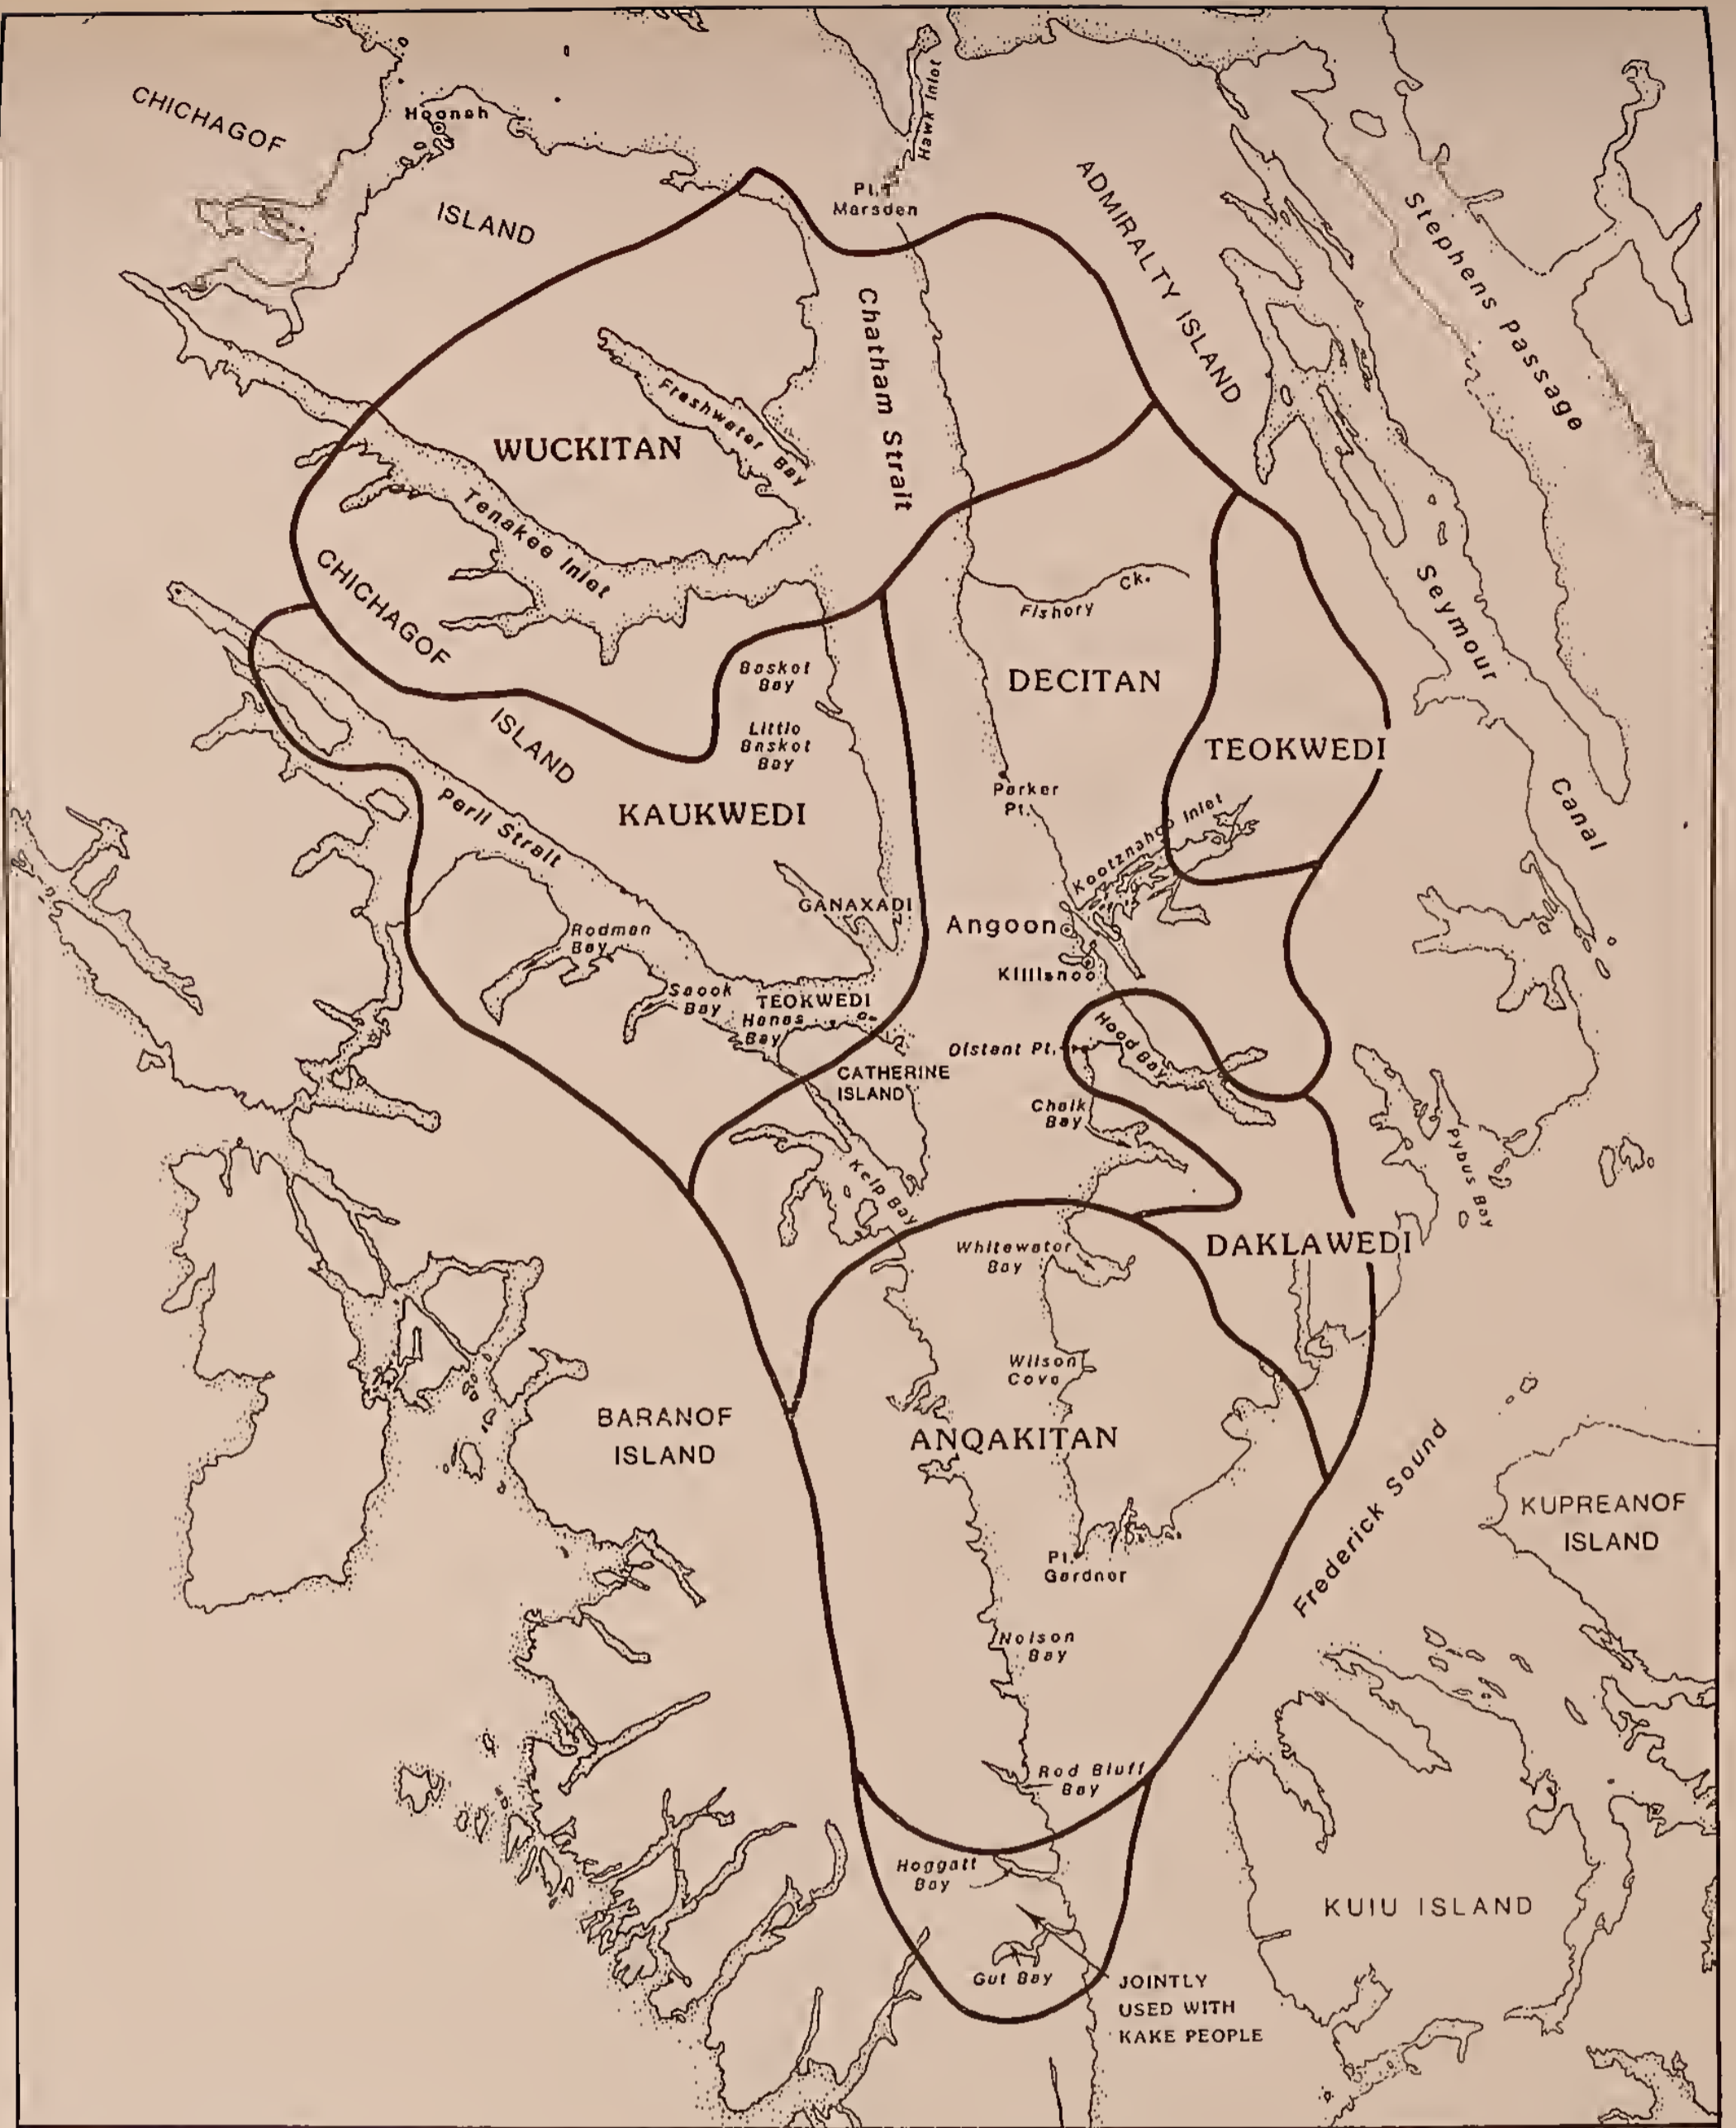 CHICHAGOF
Hoonah
ISLAND
Hawk Inlet
Pt.
Marsden
ADMIRALTY ISLAND
Stephens Passage
Chatham Strait
Freshwater Bay
WUCKITAN
Tenakee Inlet
CHICHAGOF
Fishery Ck.
Seymour
Canal
Basket
Bay
DECITAN
Little
Basket
Bay
ISLAND
TEOKWEDI
Parker
Pt.
KAUKWEDI
Peril Strait
Kootznahoo Inlet
GANAXADI
Angoon
Rodman
Bay
Killisnoo
Saook
Bay
TEOKWEDI
Hanas
Bay
Hood Bay
Distant Pt.
CATHERINE
ISLAND
Chaik
Bay
Pybus Bay
Kelp Bay
Whitewater
Bay
DAKLAWEDI
Wilson
Cove
BARANOF
ISLAND
ANQAKITAN
Frederick Sound
KUPREANOF
ISLAND
Pt.
Gardner
Nelson
Bay
Red Bluff
Bay
Hoggatt
Bay
KUIU ISLAND
Gut Bay
JOINTLY
USED WITH
KAKE PEOPLE